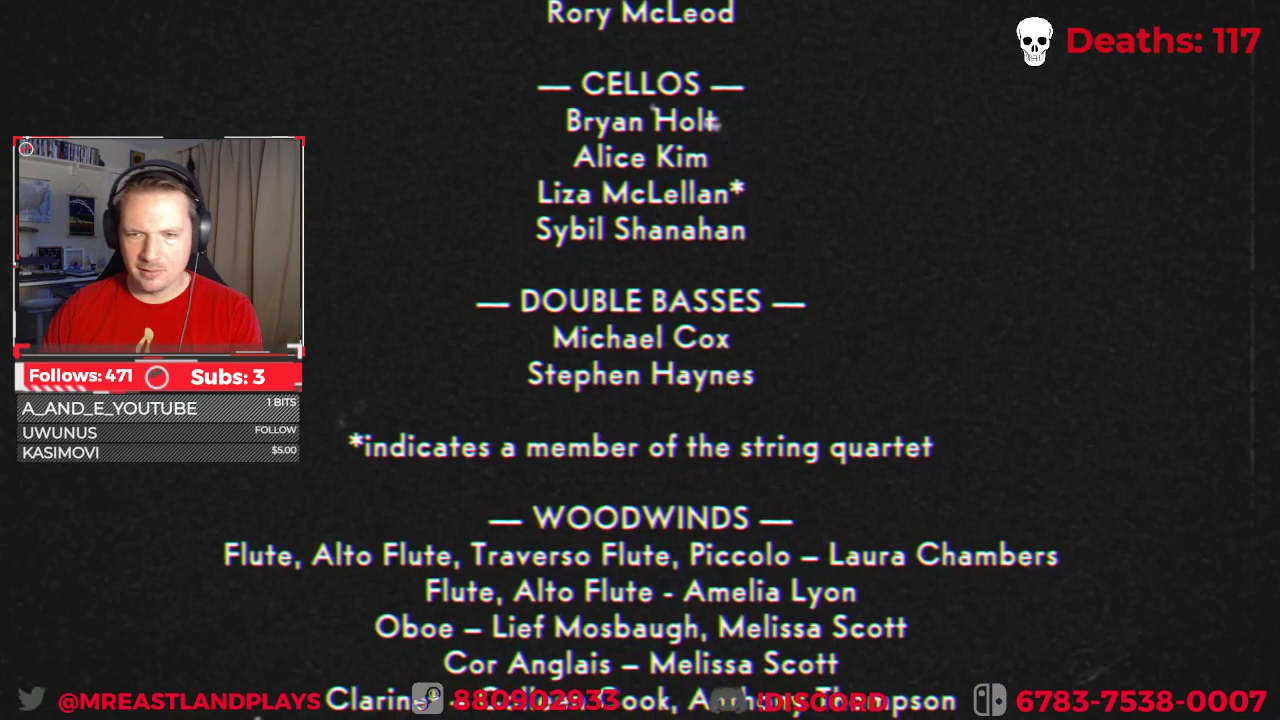 Rory McLeod
Deaths: 117
— CELLOS —
Bryan Holt
Alice Kim
Liza McLellan*
Sybil Shanahan
— DOUBLE BASSES —
Michael Cox
Stephen Haynes
Follows: 471
Subs: 3
A_AND_E_YOUTUBE 1 BITS
UWUNUS FOLLOW
KASIMOVI $5.00
*indicates a member of the string quartet
— WOODWINDS —
Flute, Alto Flute, Traverso Flute, Piccolo – Laura Chambers
Flute, Alto Flute - Amelia Lyon
Oboe – Lief Mosbaugh, Melissa Scott
Cor Anglais – Melissa Scott
@MREASTLANDPLAYS
880902933
!DISCORD
6783-7538-0007